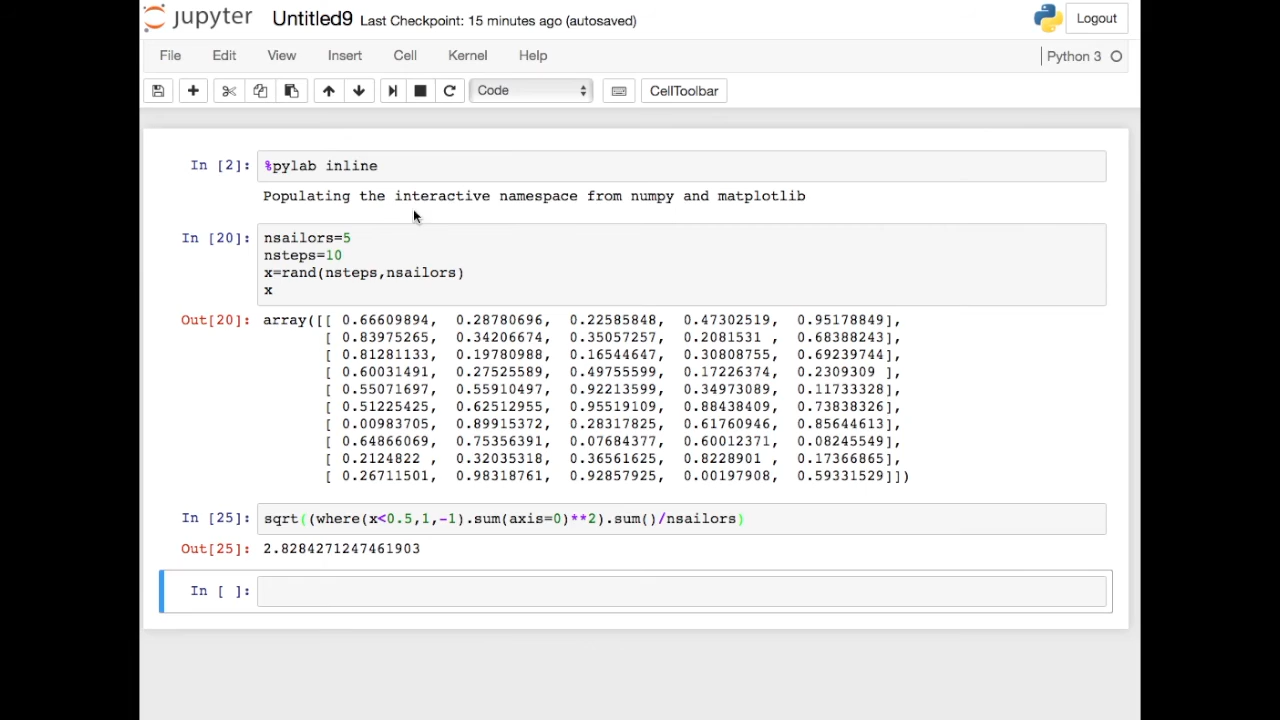 jupyter Untitled9 Last Checkpoint: 15 minutes ago (autosaved) Logout
File Edit View Insert Cell Kernel Help Python 3
Code CellToolbar
In [2]: %pylab inline
Populating the interactive namespace from numpy and matplotlib
In [20]: nsailors=5
nsteps=10
x=rand(nsteps,nsailors)
x
Out[20]: array([[ 0.66609894, 0.28780696, 0.22585848, 0.47302519, 0.95178849],
[ 0.83975265, 0.34206674, 0.35057257, 0.2081531 , 0.68388243],
[ 0.81281133, 0.19780988, 0.16544647, 0.30808755, 0.69239744],
[ 0.60031491, 0.27525589, 0.49755599, 0.17226374, 0.2309309 ],
[ 0.55071697, 0.55910497, 0.92213599, 0.34973089, 0.11733328],
[ 0.51225425, 0.62512955, 0.95519109, 0.88438409, 0.73838326],
[ 0.00983705, 0.89915372, 0.28317825, 0.61760946, 0.85644613],
[ 0.64866069, 0.75356391, 0.07684377, 0.60012371, 0.08245549],
[ 0.2124822 , 0.32035318, 0.36561625, 0.8228901 , 0.17366865],
[ 0.26711501, 0.98318761, 0.92857925, 0.00197908, 0.59331529]])
In [25]: sqrt((where(x<0.5,1,-1).sum(axis=0)**2).sum()/nsailors)
Out[25]: 2.8284271247461903
In [ ]: